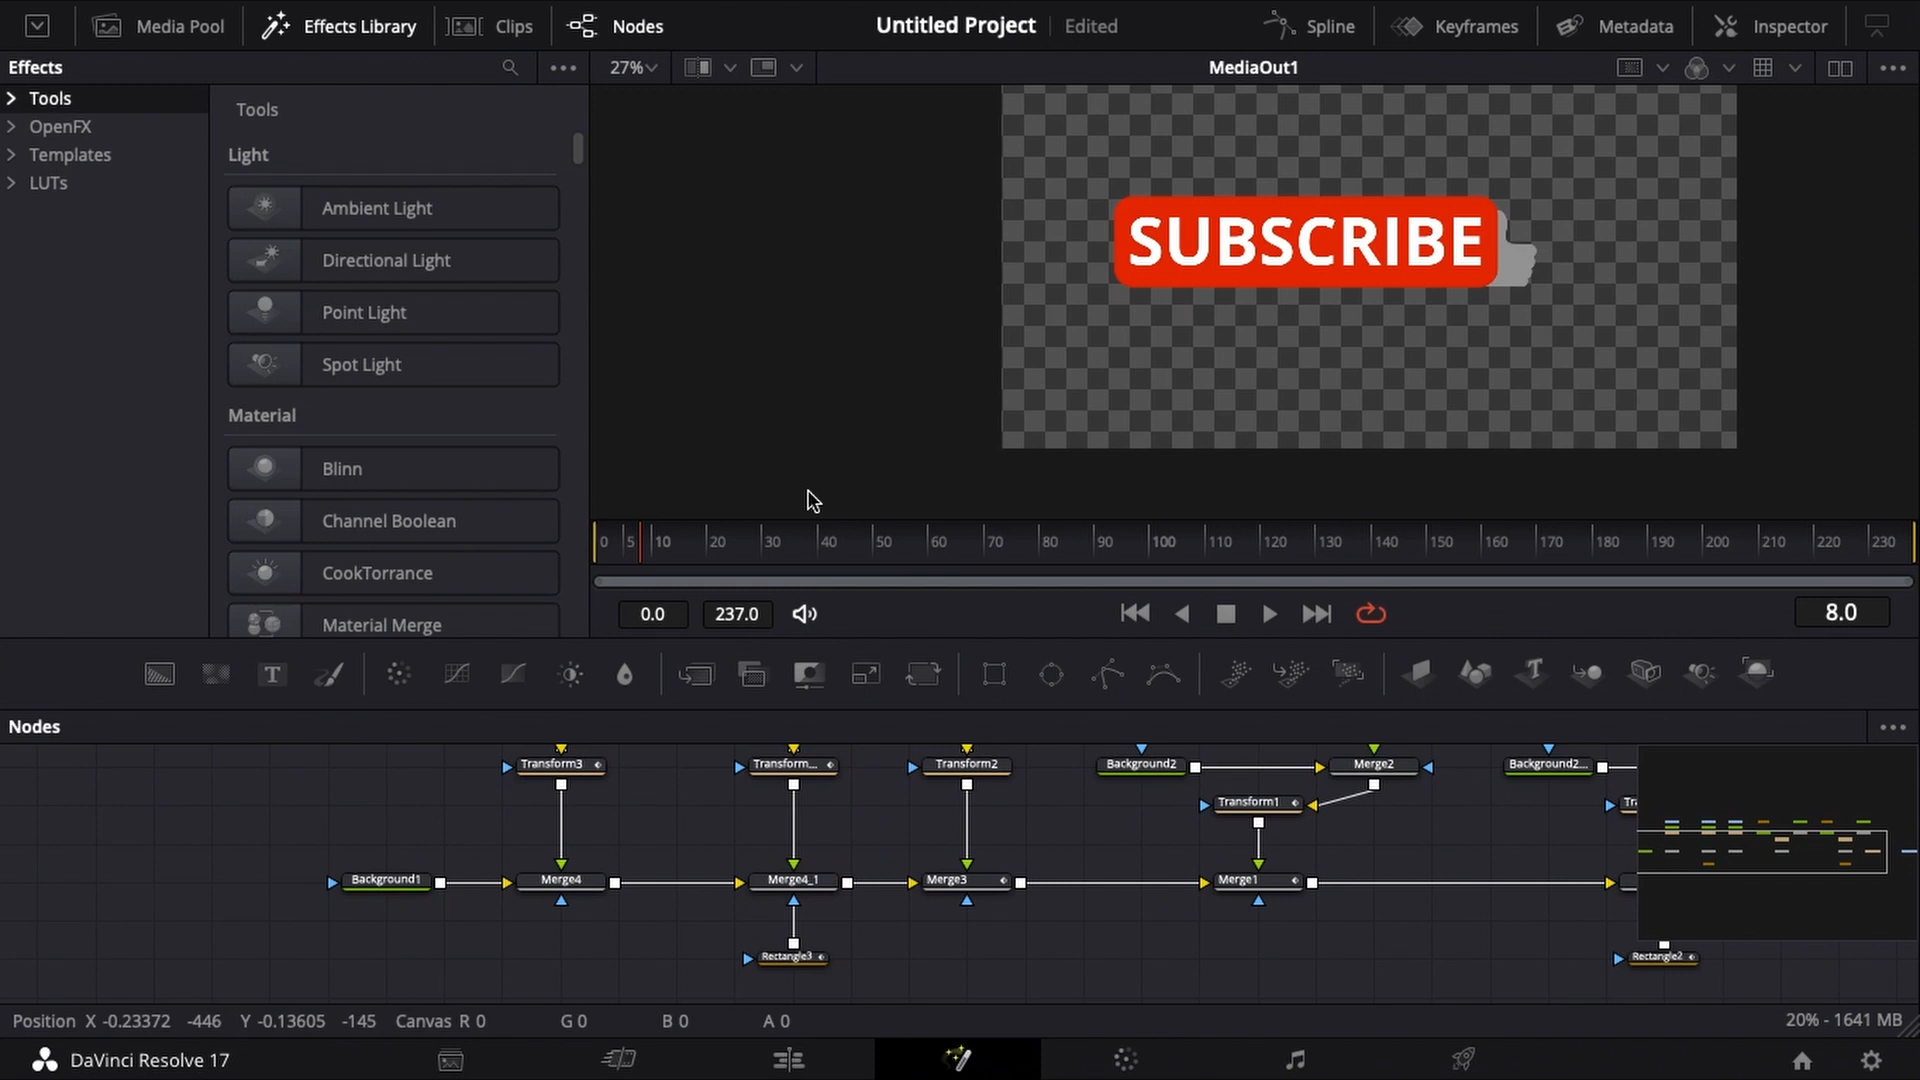 Media Pool Effects Library Clips Nodes Untitled Project Edited Spline Keyframes Metadata Inspector
Effects 27% MediaOut1
Tools
OpenFX
Templates
LUTs
Tools
Light
Ambient Light
Directional Light
Point Light
Spot Light
Material
Blinn
Channel Boolean
CookTorrance
Material Merge
SUBSCRIBE
0 5 10 20 30 40 50 60 70 80 90 100 110 120 130 140 150 160 170 180 190 200 210 220 230
0.0 237.0 8.0
Nodes
Transform3 Transform... Transform2 Background2 Merge2 Background2...
Transform1 Tr
Background1 Merge4 Merge4_1 Merge3 Merge1
Rectangle3 Rectangle2
Position X -0.23372 -446 Y -0.13605 -145 Canvas R 0 G 0 B 0 A 0 20% - 1641 MB
DaVinci Resolve 17